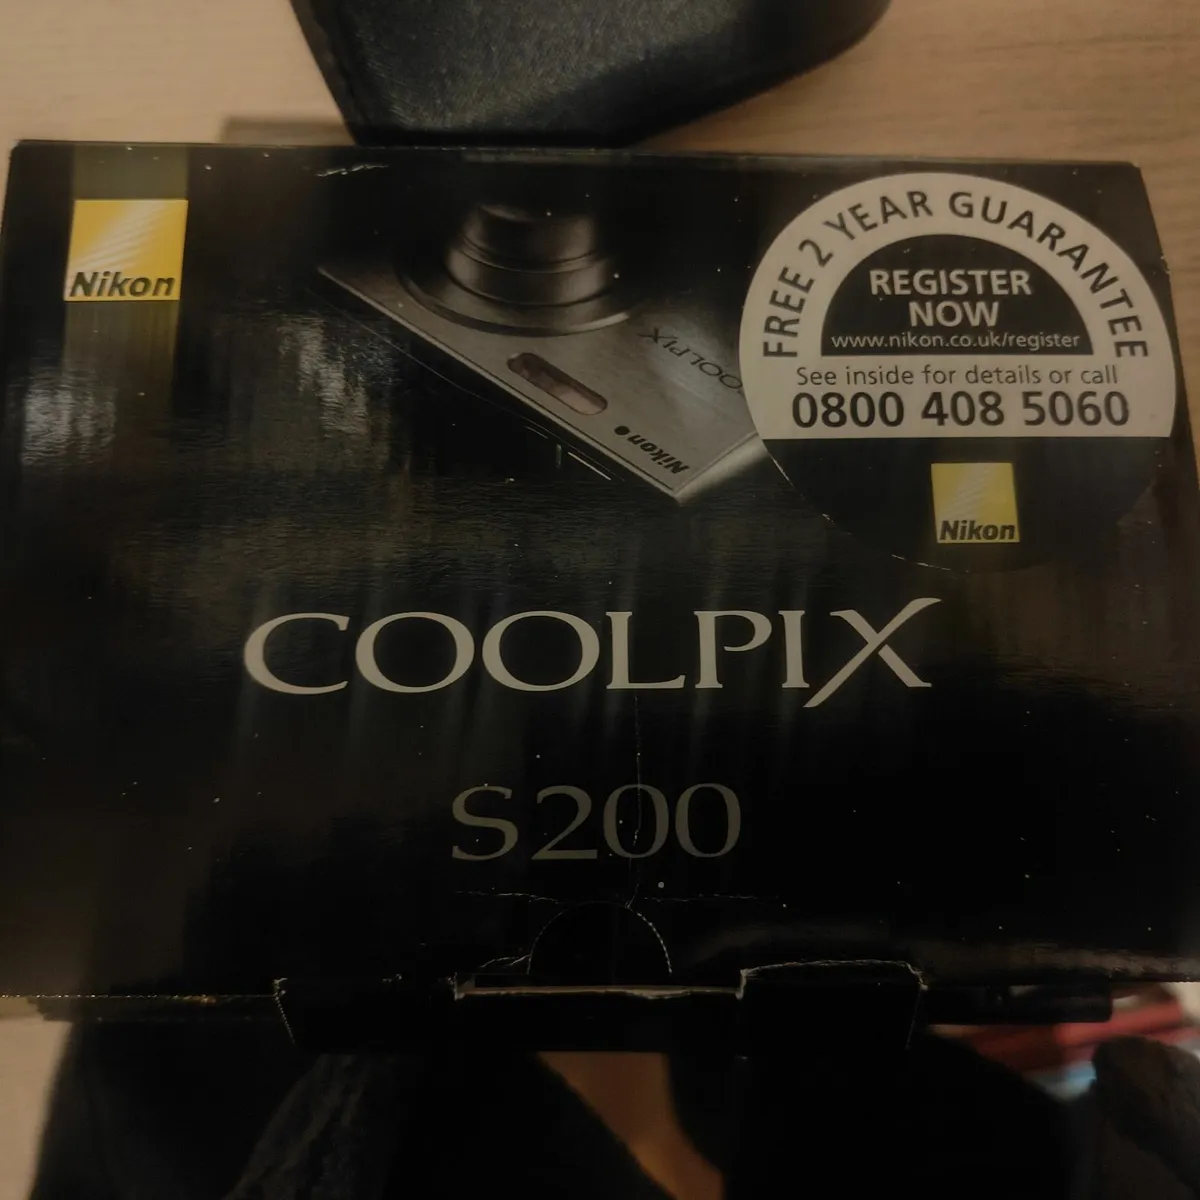 Nikon
COOLPIX
Nikon
FREE 2 YEAR GUARANTEE
REGISTER
NOW
www.nikon.co.uk/register
See inside for details or call
0800 408 5060
Nikon
COOLPIX
S200